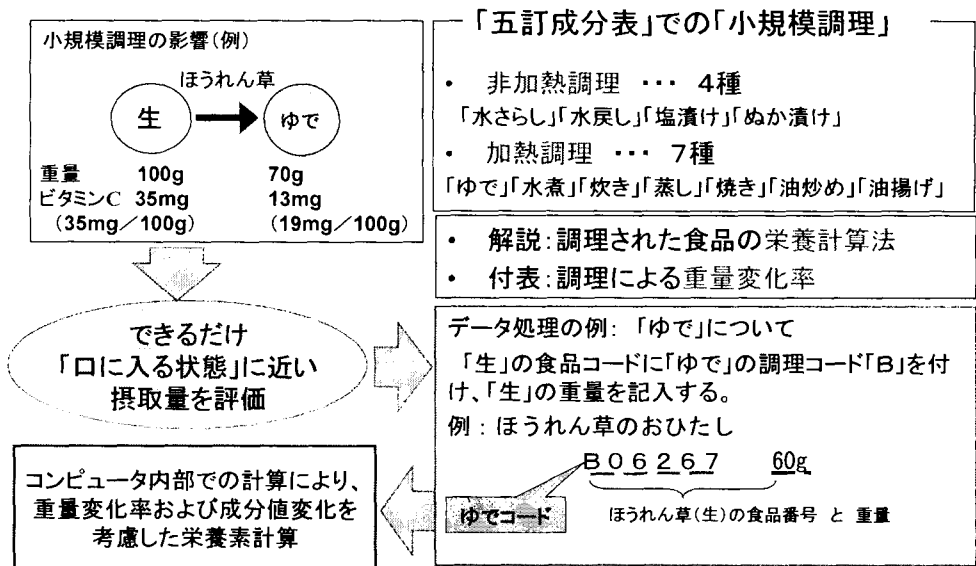 小規模調理の影響(例)
ほうれん草
生
ゆで
重量 100g 70g
ビタミンC 35mg 13mg
(35mg/100g) (19mg/100g)
「五訂成分表」での「小規模調理」
• 非加熱調理 ・・・ 4種
「水さらし」「水戻し」「塩漬け」「ぬか漬け」
• 加熱調理 ・・・ 7種
「ゆで」「水煮」「炊き」「蒸し」「焼き」「油炒め」「油揚げ」
• 解説:調理された食品の栄養計算法
• 付表:調理による重量変化率
できるだけ
「口に入る状態」に近い
摂取量を評価
データ処理の例: 「ゆで」について
「生」の食品コードに「ゆで」の調理コード「B」を付
け、「生」の重量を記入する。
例:ほうれん草のおひたし
B06267 60g
ゆでコード
ほうれん草(生)の食品番号 と 重量
コンピュータ内部での計算により、
重量変化率および成分値変化を
考慮した栄養素計算